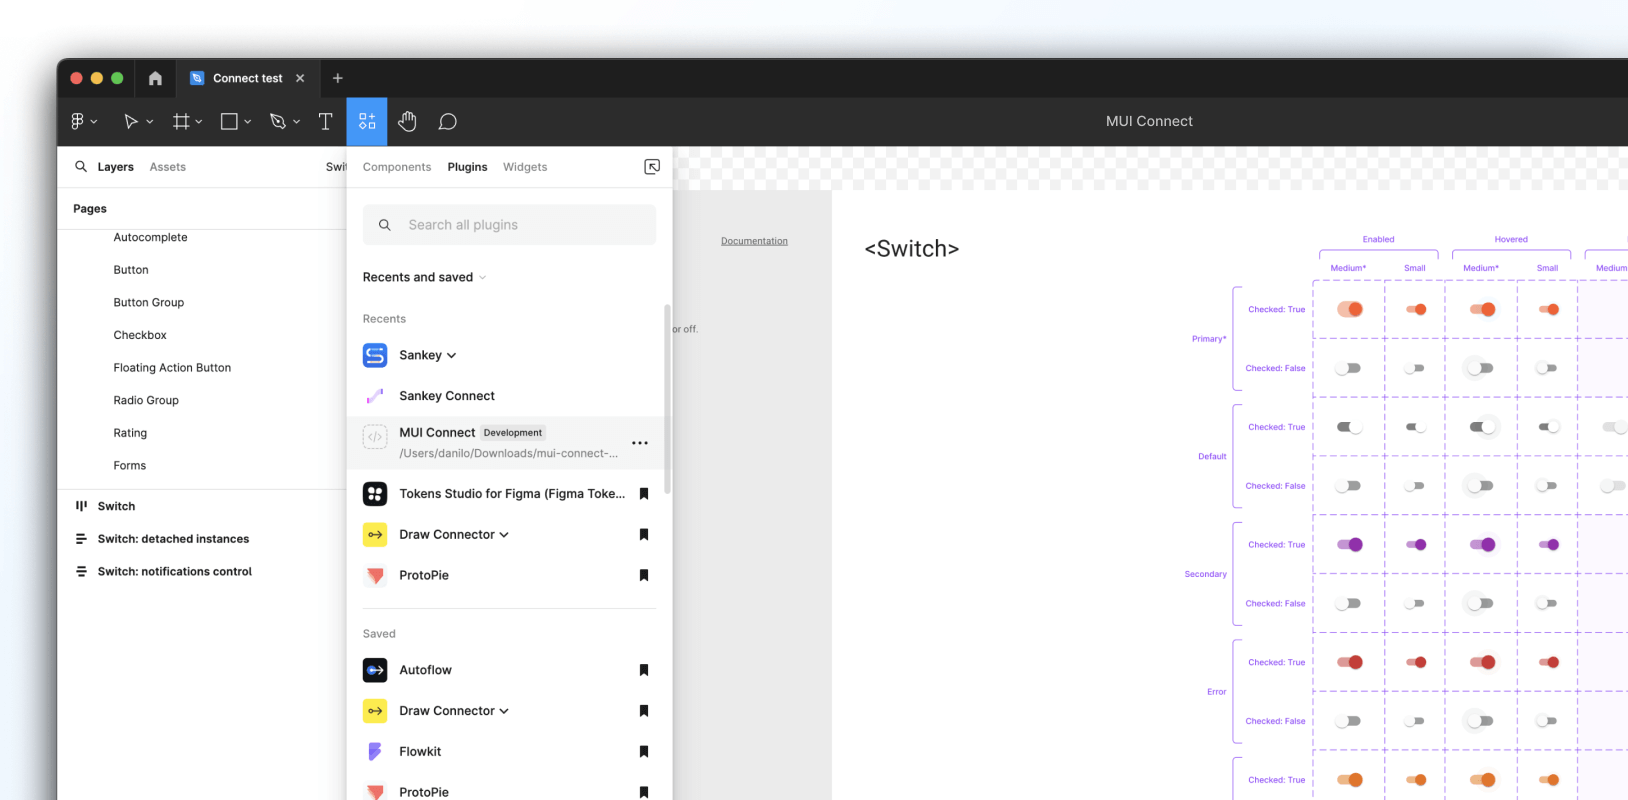 Connect test
MUI Connect
Layers
Assets
Components
Plugins
Widgets
Pages
Autocomplete
Button
Button Group
Checkbox
Floating Action Button
Radio Group
Rating
Forms
Switch
Switch: detached instances
Switch: notifications control
Search all plugins
Recents and saved
Recents
Sankey
Sankey Connect
MUI Connect Development
/Users/danilo/Downloads/mui-connect-...
Tokens Studio for Figma (Figma Toke...
Draw Connector
ProtoPie
Saved
Autoflow
Draw Connector
Flowkit
ProtoPie
Documentation
or off.
<Switch>
Enabled
Hovered
Medium*
Small
Medium*
Small
Medium
Primary*
Checked: True
Checked: False
Default
Checked: True
Checked: False
Secondary
Checked: True
Checked: False
Error
Checked: True
Checked: False
Checked: True